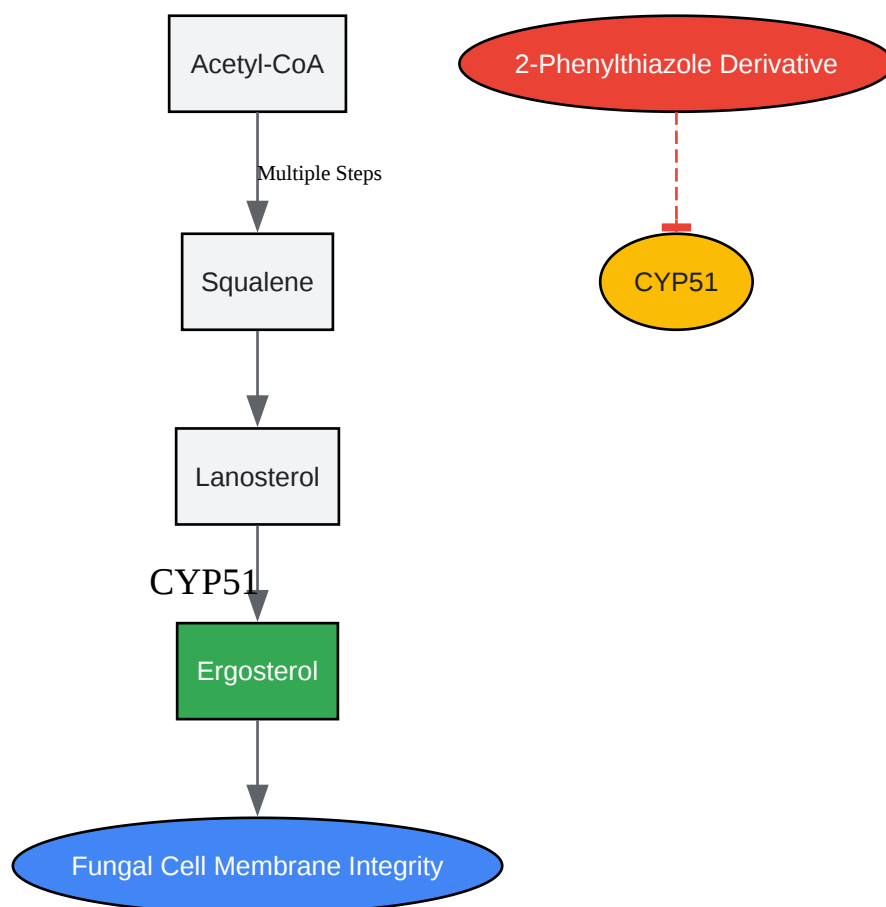 Acetyl-CoA
2-Phenylthiazole Derivative
Multiple Steps
Squalene
CYP51
Lanosterol
CYP51
Ergosterol
Fungal Cell Membrane Integrity